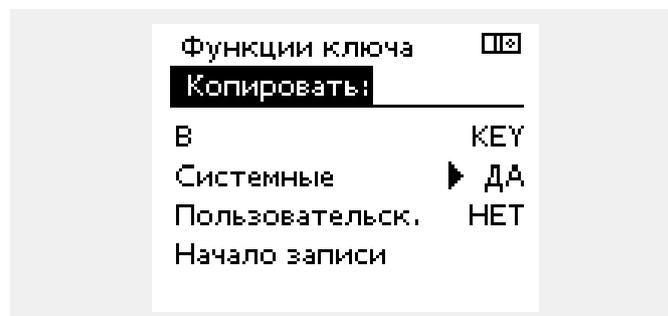 Функции ключа
Копировать:
В KEY
Системные ДА
Пользовательск. НЕТ
Начало записи